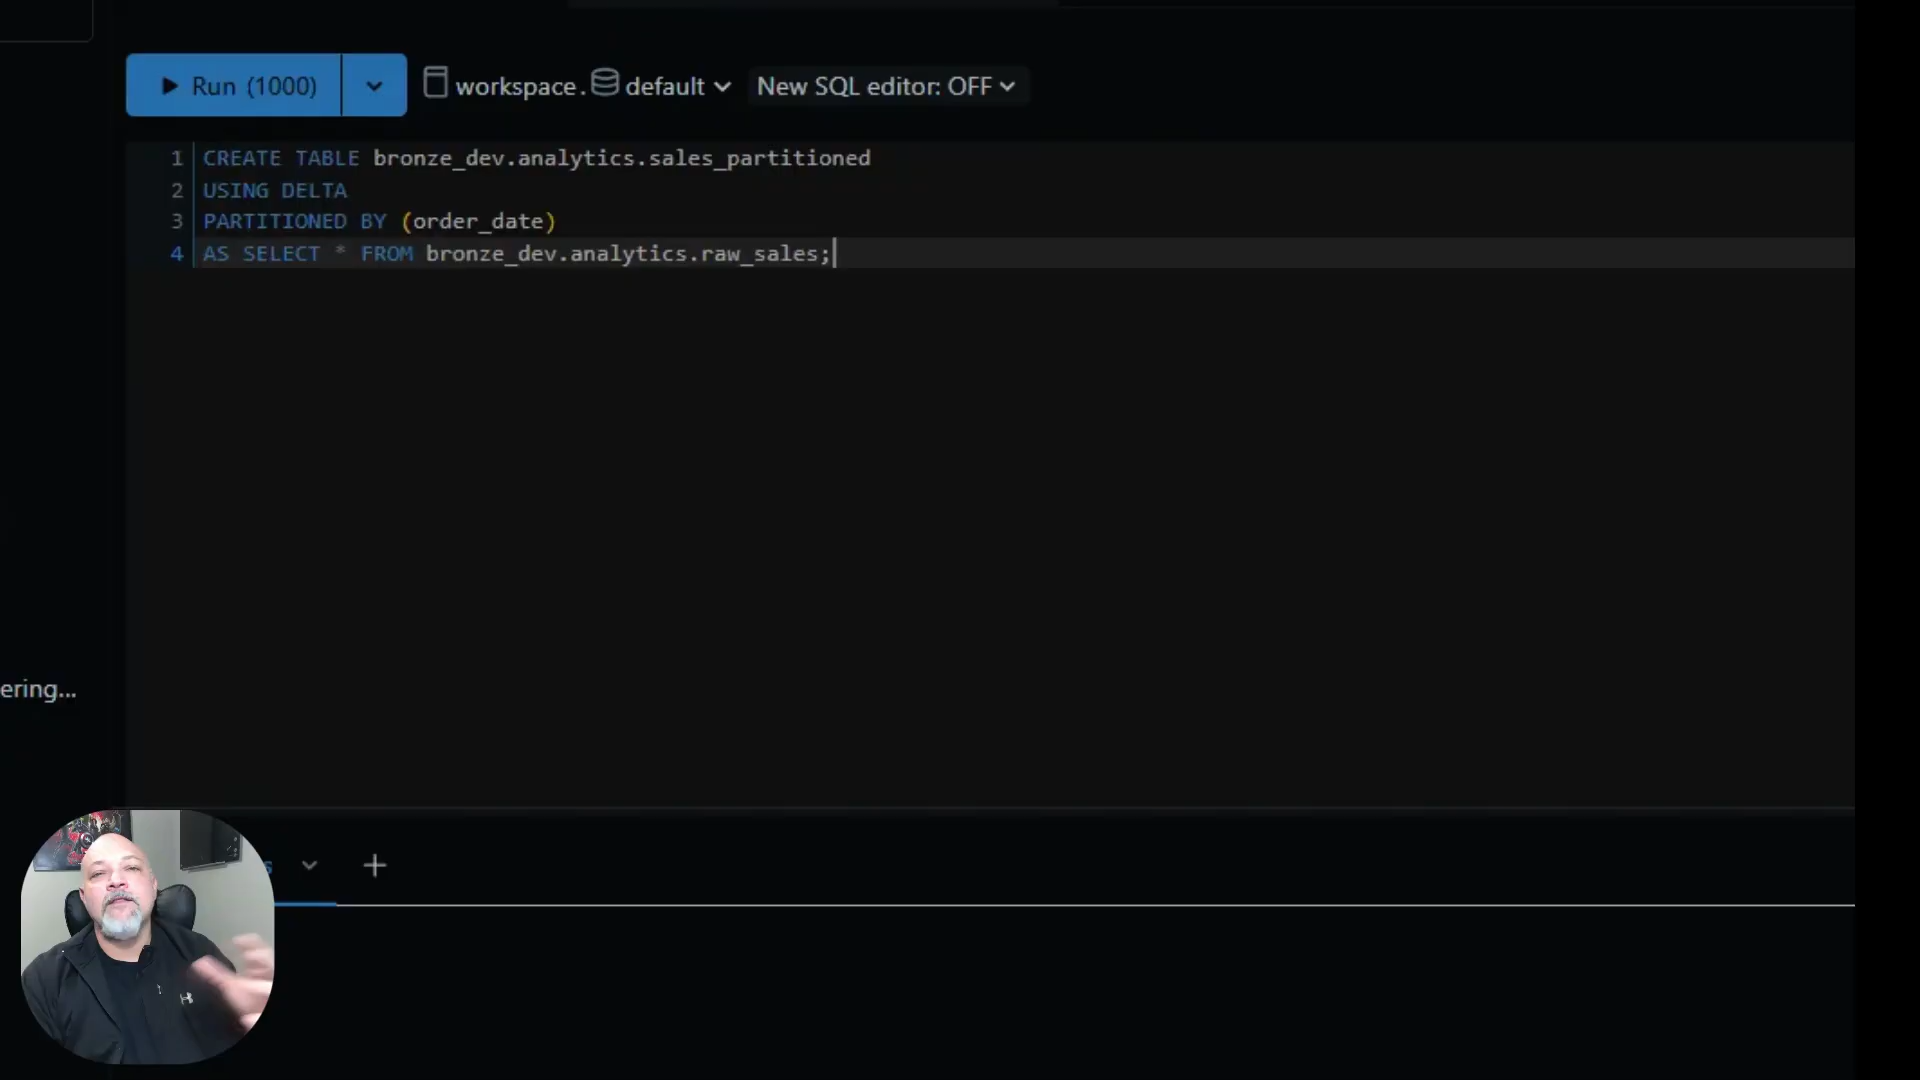 Run (1000)
workspace. default
New SQL editor: OFF
1 CREATE TABLE bronze_dev.analytics.sales_partitioned
2 USING DELTA
3 PARTITIONED BY (order_date)
4 AS SELECT * FROM bronze_dev.analytics.raw_sales;
ering...
s
+